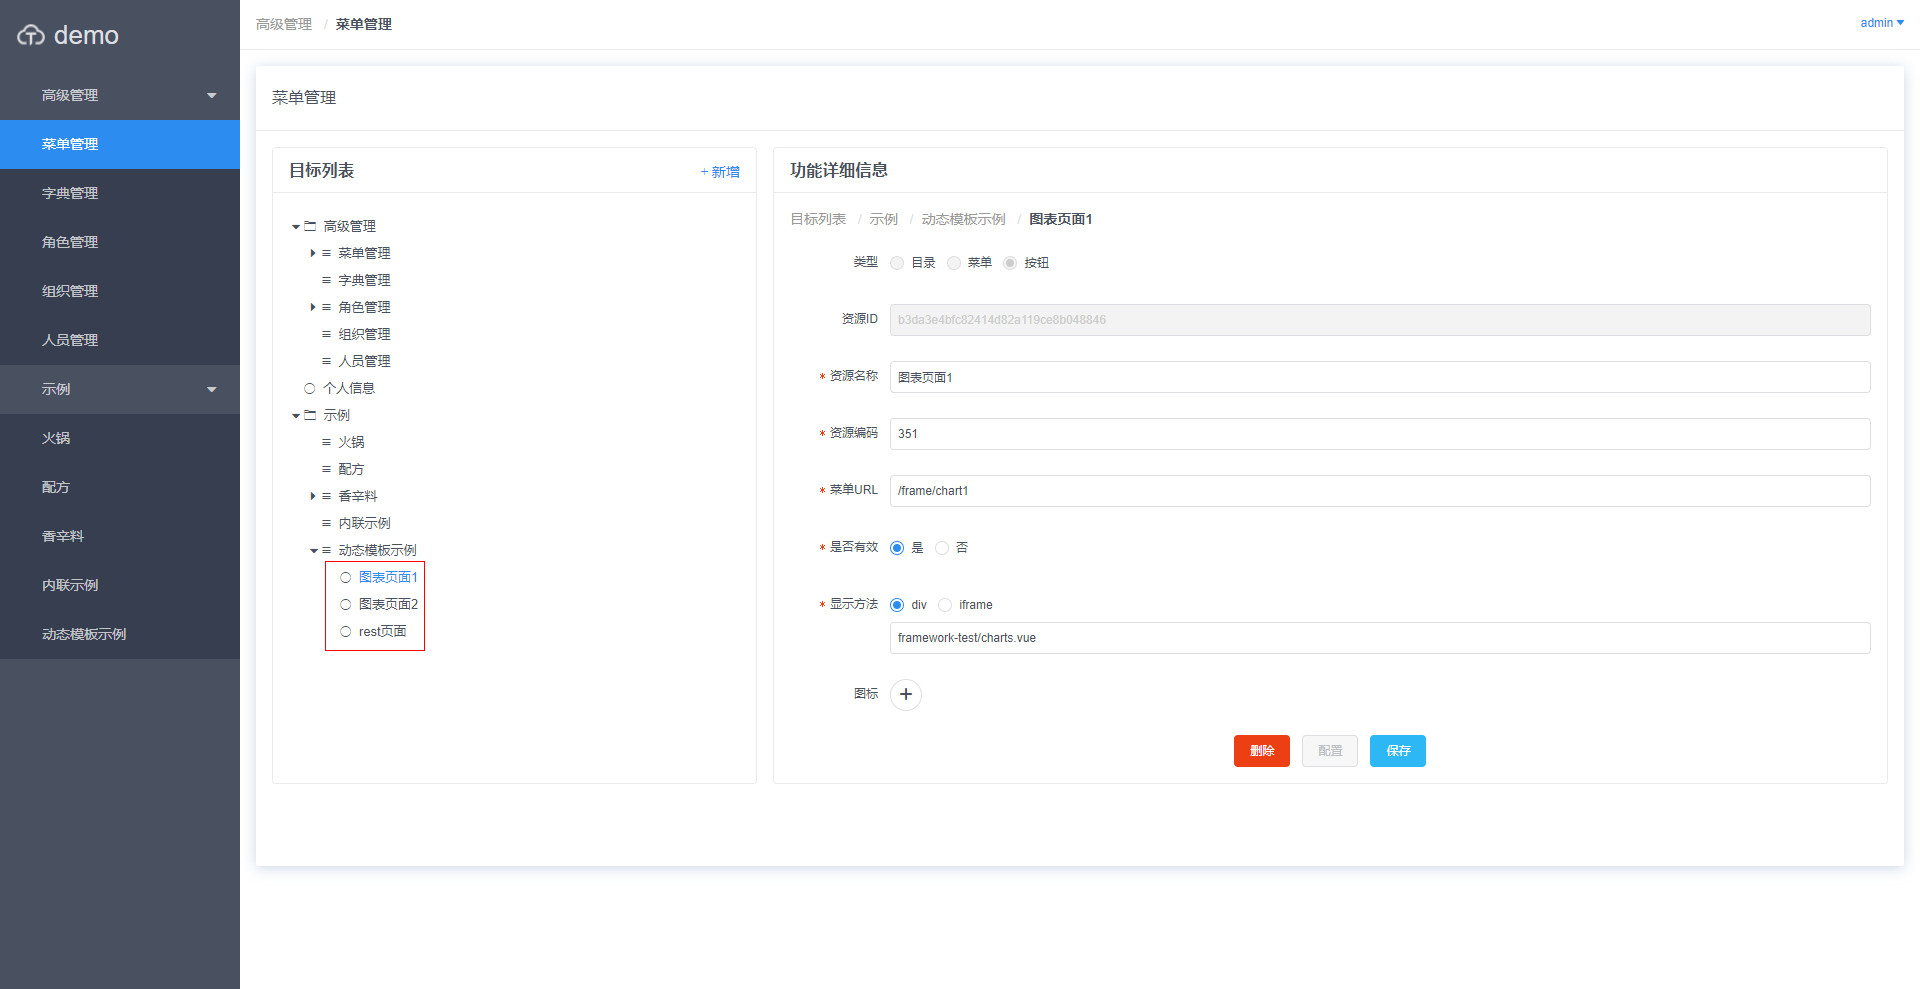 demo
高级管理
菜单管理
字典管理
角色管理
组织管理
人员管理
示例
火锅
配方
香辛料
内联示例
动态模板示例
高级管理 / 菜单管理
admin
菜单管理
目标列表
+ 新增
高级管理
菜单管理
字典管理
角色管理
组织管理
人员管理
个人信息
示例
火锅
配方
香辛料
内联示例
动态模板示例
图表页面1
图表页面2
rest页面
功能详细信息
目标列表 / 示例 / 动态模板示例 / 图表页面1
类型 目录 菜单 按钮
资源ID b3da3e4bfc82414d82a119ce8b048846
* 资源名称 图表页面1
* 资源编码 351
* 菜单URL /frame/chart1
* 是否有效 是 否
* 显示方法 div iframe
framework-test/charts.vue
图标
删除 配置 保存